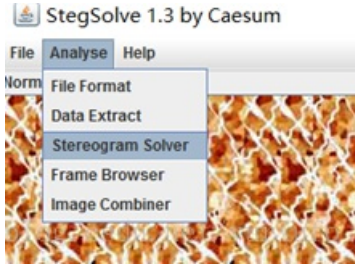 StegSolve 1.3 by Caesum
File Analyse Help
Norm
File Format
Data Extract
Stereogram Solver
Frame Browser
Image Combiner